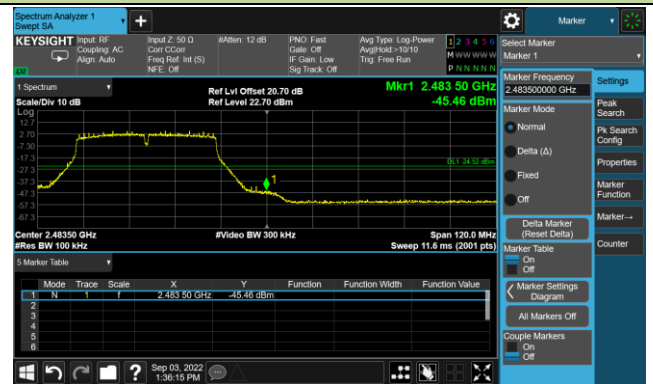 Spectrum Analyzer 1
Swept SA
+
Marker
KEYSIGHT
Input: RF
Coupling: AC
Align: Auto
Input Z: 50 Ω
Corr CCorr
Freq Ref: Int (S)
NFE: Off
#Atten: 12 dB
PNO: Fast
Gate: Off
IF Gain: Low
Sig Track: Off
Avg Type: Log-Power
Avg|Hold:>10/10
Trig: Free Run
1 2 3 4 5 6
M W W W W W
P N N N N N
Select Marker
Marker 1
1 Spectrum
Scale/Div 10 dB
Log
Ref Lvl Offset 20.70 dB
Ref Level 22.70 dBm
Mkr1 2.483 50 GHz
-45.46 dBm
12.7
2.70
-7.30
-17.3
-27.3
-37.3
-47.3
-57.3
-67.3
DL1 -24.52 dBm
1
Center 2.48350 GHz
#Res BW 100 kHz
#Video BW 300 kHz
Span 120.0 MHz
Sweep 11.6 ms (2001 pts)
5 Marker Table
Mode Trace Scale X Y Function Function Width Function Value
1 N 1 f 2.483 50 GHz -45.46 dBm
2
3
4
5
6
Marker Frequency
2.483500000 GHz
Marker Mode
Normal
Delta (Δ)
Fixed
Off
Delta Marker
(Reset Delta)
Marker Table
On
Off
Marker Settings
Diagram
All Markers Off
Couple Markers
On
Off
Settings
Peak
Search
Pk Search
Config
Properties
Marker
Function
Marker→
Counter
?
Sep 03, 2022
1:36:15 PM